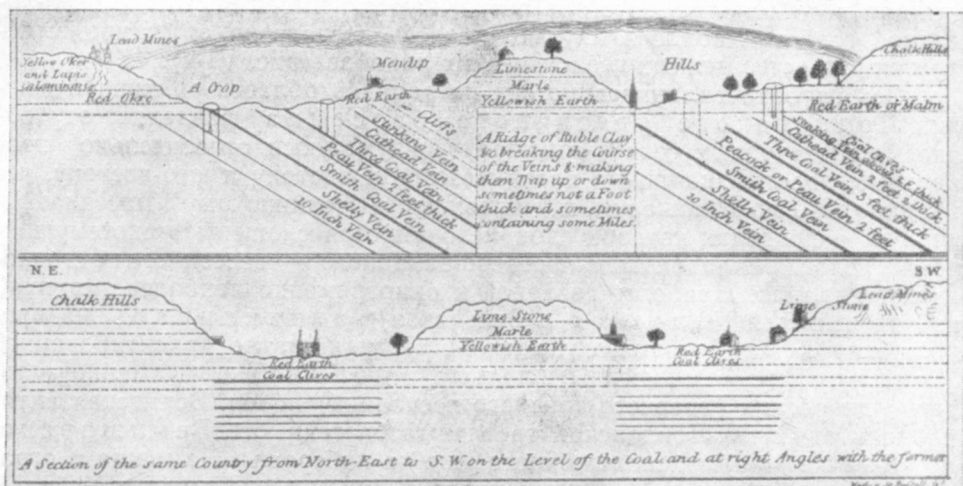 Lead Mines
Yellow Oker
and Lapis
Calominouse
Red Okre
A Crop
Mendip
Hills
Red Earth
Cliffs
Sunking Vein
Cathead Vein
Three Coal Vein
Peau Vein 2 feet thick
Smith Coal Vein
Shelly Vein
10 Inch Vein
Limestone
Marle
Yellowish Earth
A Ridge of Ruble Clay
&c breaking the Course
of the Veins & making
them Trap up or down
sometimes not a Foot
thick and sometimes
containing some Miles.
Chalk Hills
Red Earth or Malm
Coal Clives
Sunking Vein
Cathead Vein 2 Feet 2 thick
Three Coal Vein 3 feet thick
Peacock or Peau Vein 2 feet
Smith Coal Vein
Shelly Vein
10 Inch Vein
N.E.
S W
Chalk Hills
Red Earth
Coal Clives
Lime Stone
Marle
Yellowish Earth
Red Earth
Coal Clives
Lime Stone
Lead Mines
A Section of the same Country from North-East to S. W. on the Level of the Coal and at right Angles with the former